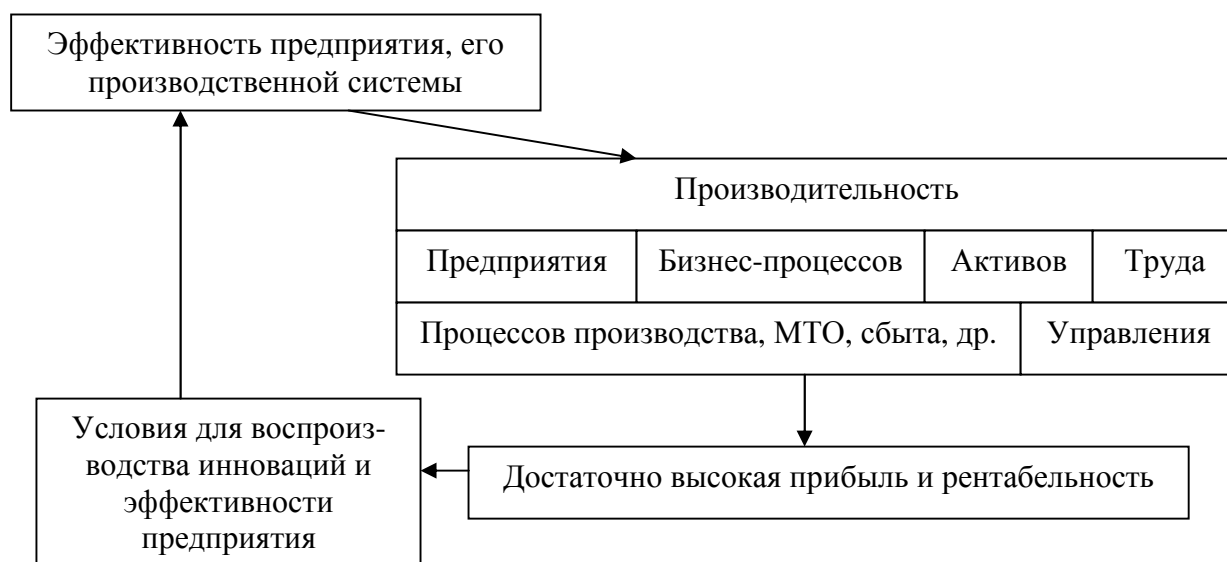 Эффективность предприятия, его
производственной системы
Производительность
Предприятия
Бизнес-процессов
Активов
Труда
Процессов производства, МТО, сбыта, др.
Управления
Условия для воспроиз-
водства инноваций и
эффективности
предприятия
Достаточно высокая прибыль и рентабельность